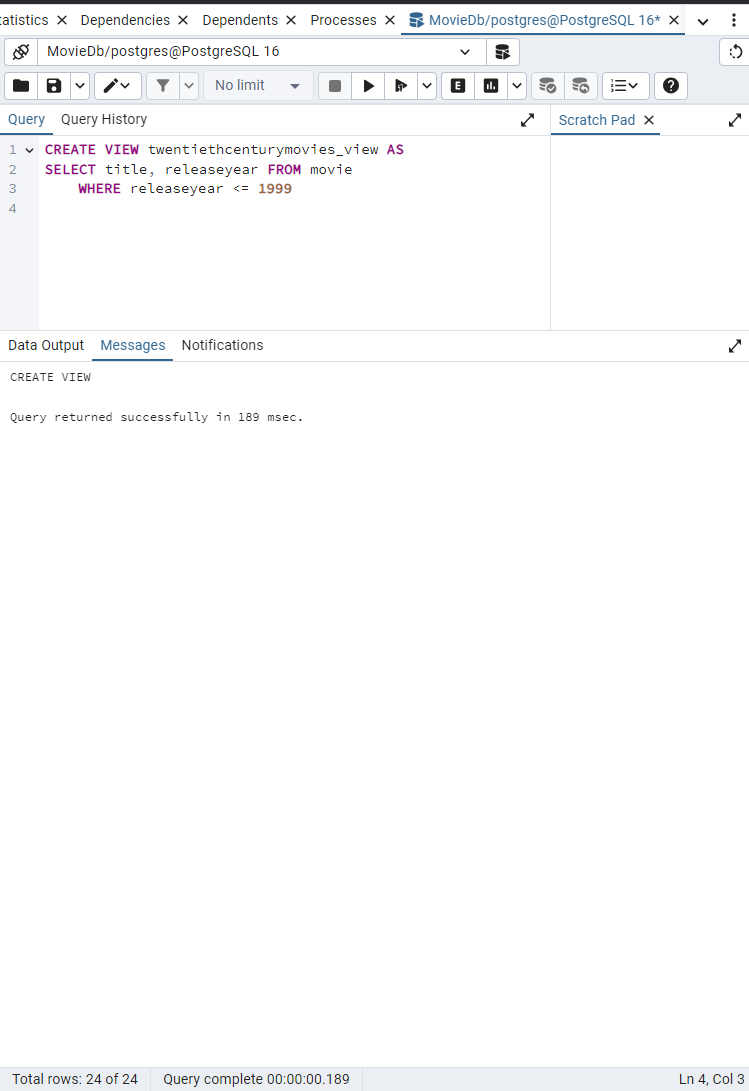 tatistics Dependencies Dependents Processes MovieDb/postgres@PostgreSQL 16*
MovieDb/postgres@PostgreSQL 16
No limit E
Query Query History Scratch Pad
1 CREATE VIEW twentiethcenturymovies_view AS
2 SELECT title, releaseyear FROM movie
3 WHERE releaseyear <= 1999
4
Data Output Messages Notifications
CREATE VIEW
Query returned successfully in 189 msec.
Total rows: 24 of 24 Query complete 00:00:00.189 Ln 4, Col 3